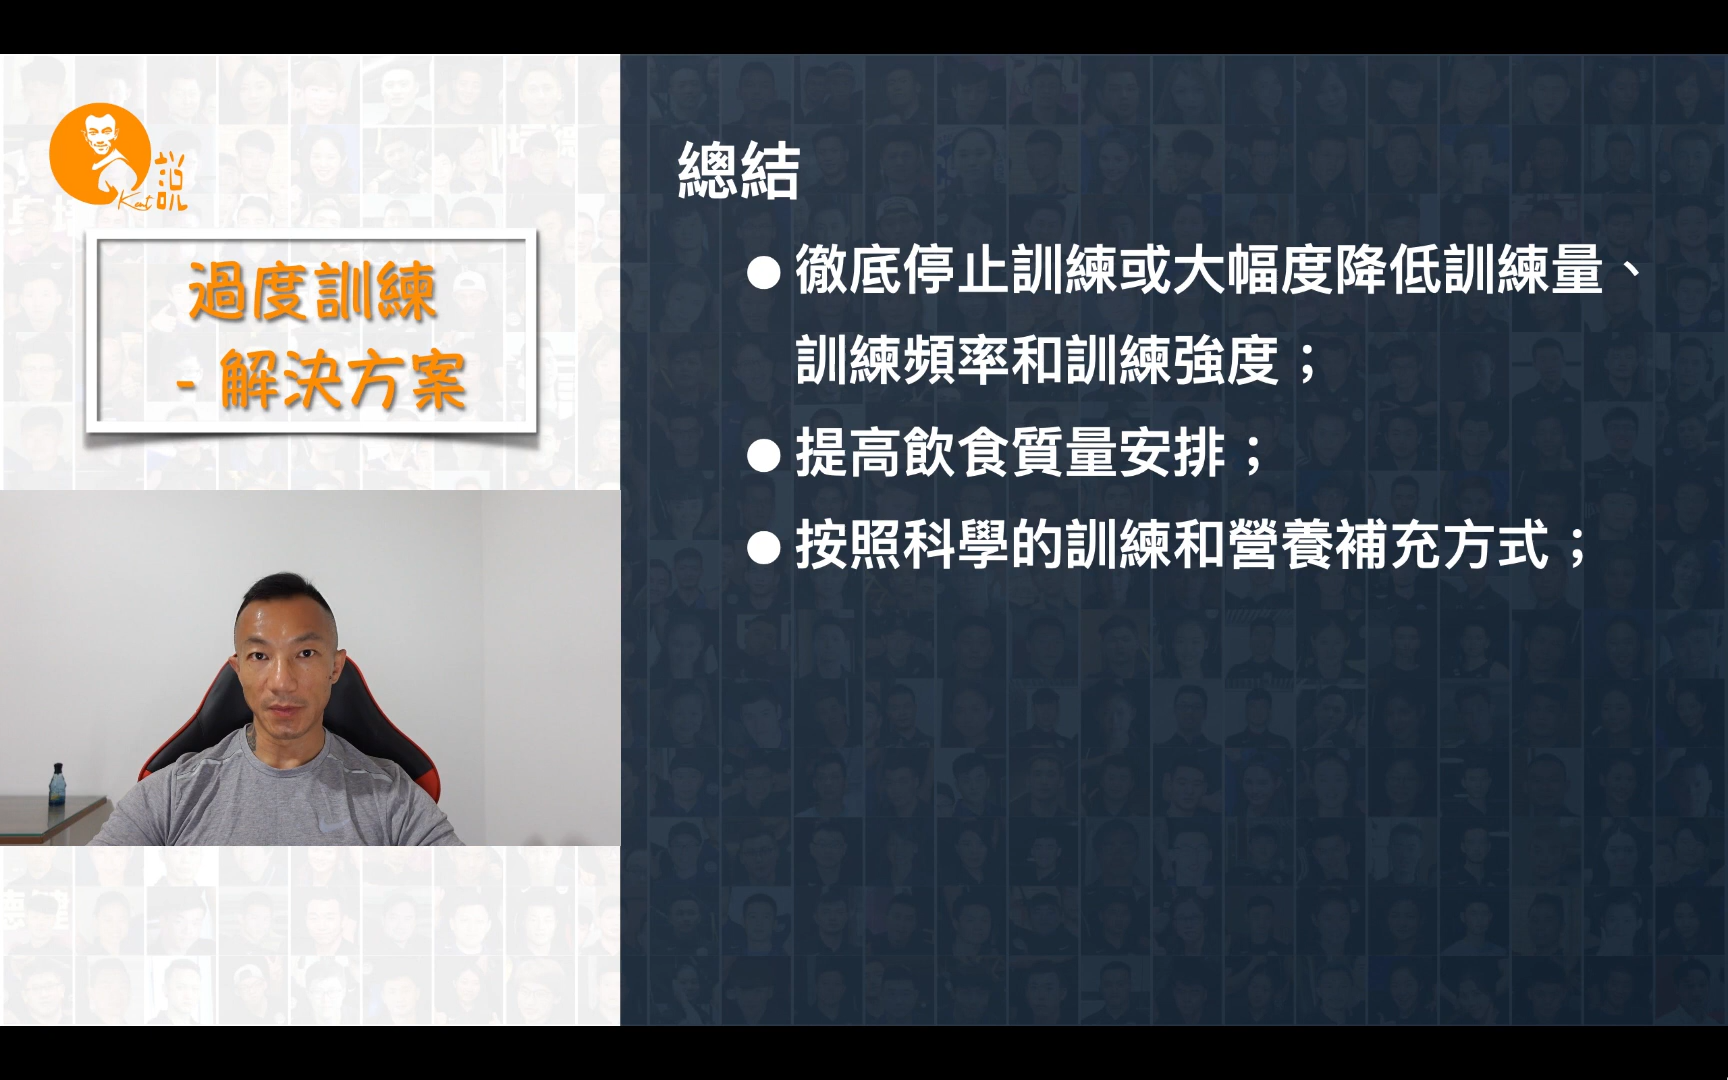 Kent 說
過度訓練
- 解決方案
總結
● 徹底停止訓練或大幅度降低訓練量、
訓練頻率和訓練強度；
● 提高飲食質量安排；
● 按照科學的訓練和營養補充方式；